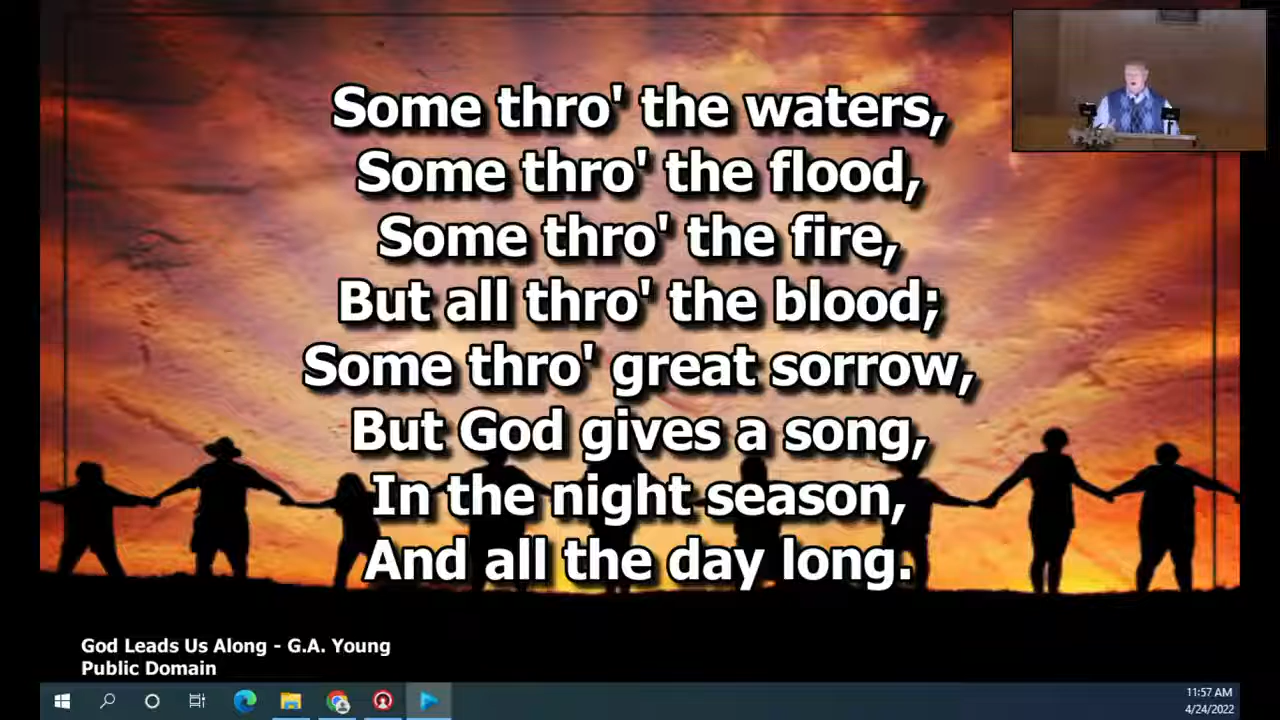 Some thro' the waters,
Some thro' the flood,
Some thro' the fire,
But all thro' the blood;
Some thro' great sorrow,
But God gives a song,
In the night season,
And all the day long.
God Leads Us Along - G.A. Young
Public Domain
11:57 AM
4/24/2022